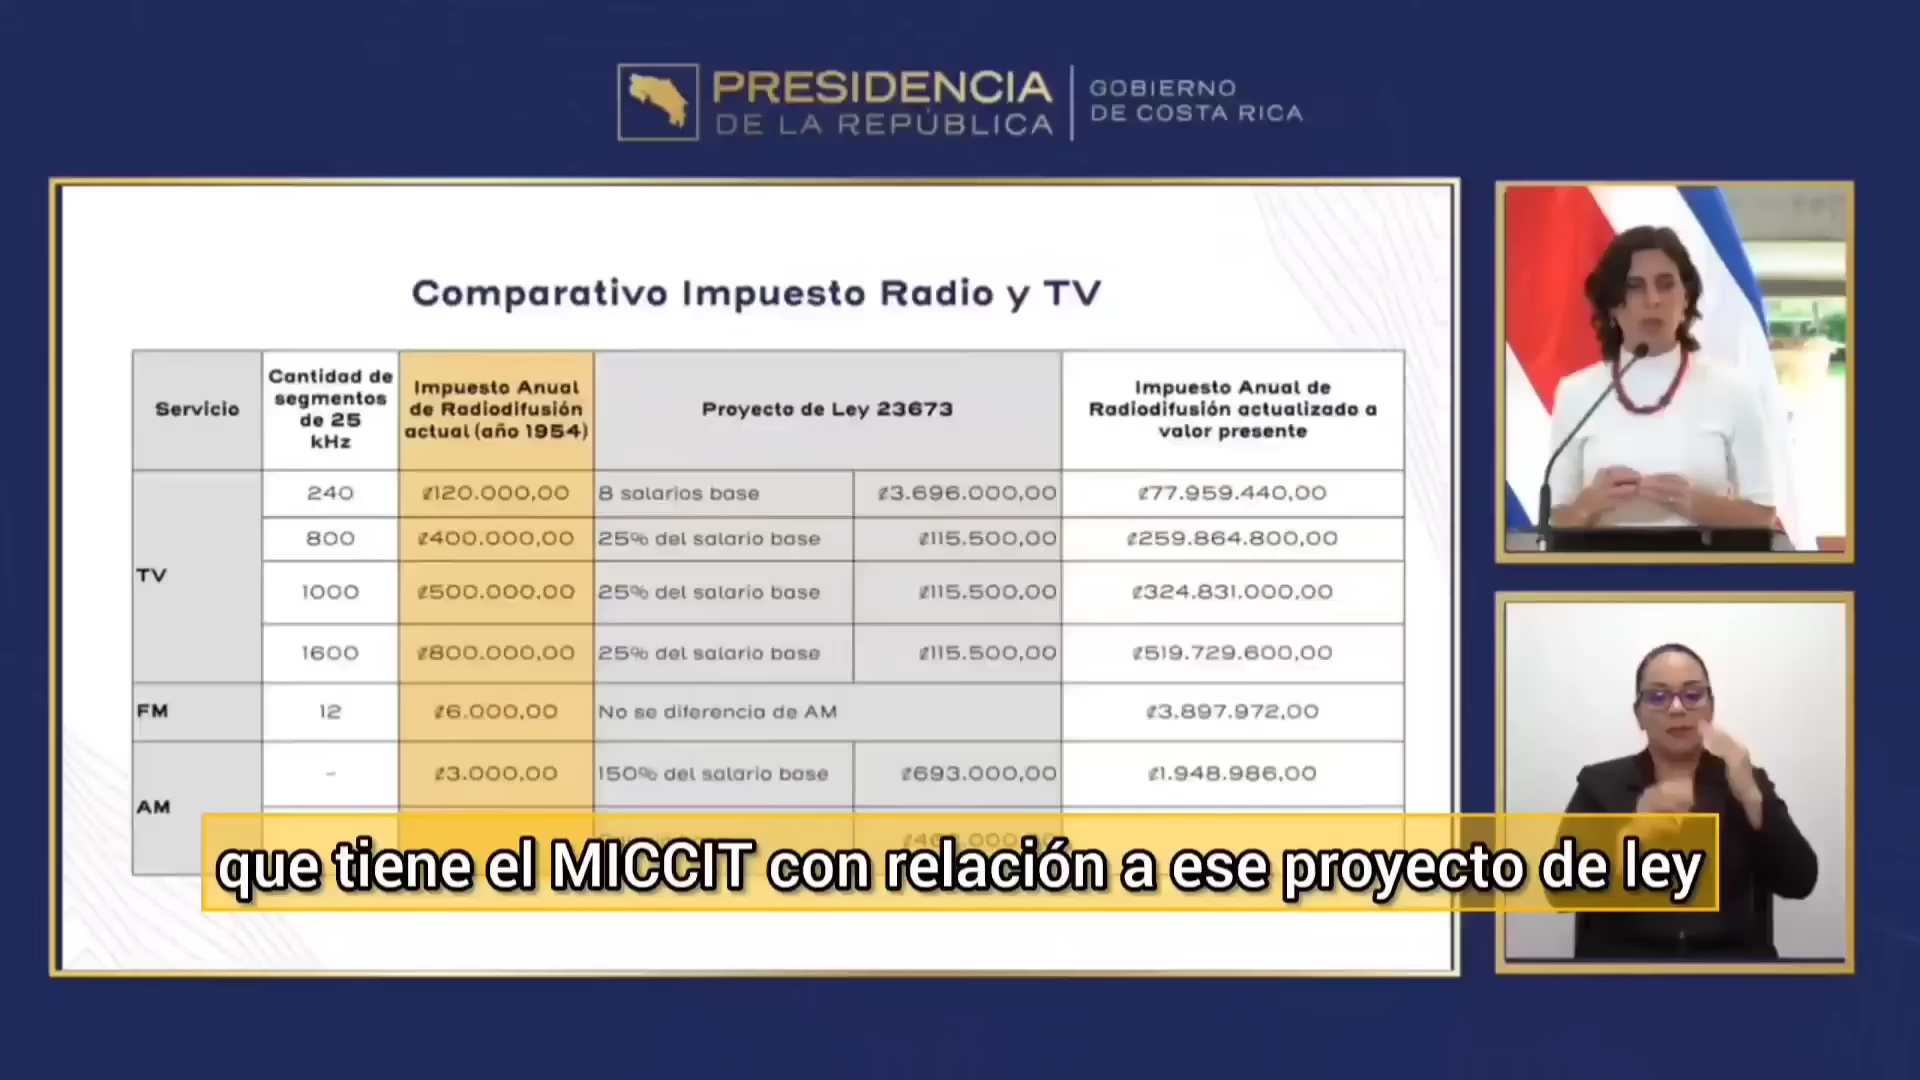 PRESIDENCIA
DE LA REPÚBLICA
GOBIERNO
DE COSTA RICA
Comparativo Impuesto Radio y TV
Servicio
Cantidad de
segmentos
de 25
kHz
Impuesto Anual
de Radiodifusión
actual (año 1954)
Proyecto de Ley 23673
Impuesto Anual de
Radiodifusión actualizado a
valor presente
TV
240 ₡120.000,00 8 salarios base ₡3.696.000,00 ₡77.959.440,00
800 ₡400.000,00 25% del salario base ₡115.500,00 ₡259.864.800,00
1000 ₡500.000,00 25% del salario base ₡115.500,00 ₡324.831.000,00
1600 ₡800.000,00 25% del salario base ₡115.500,00 ₡519.729.600,00
FM 12 ₡6.000,00 No se diferencia de AM ₡3.897.972,00
AM
- ₡3.000,00 150% del salario base ₡693.000,00 ₡1.948.986,00
que tiene el MICCIT con relación a ese proyecto de ley